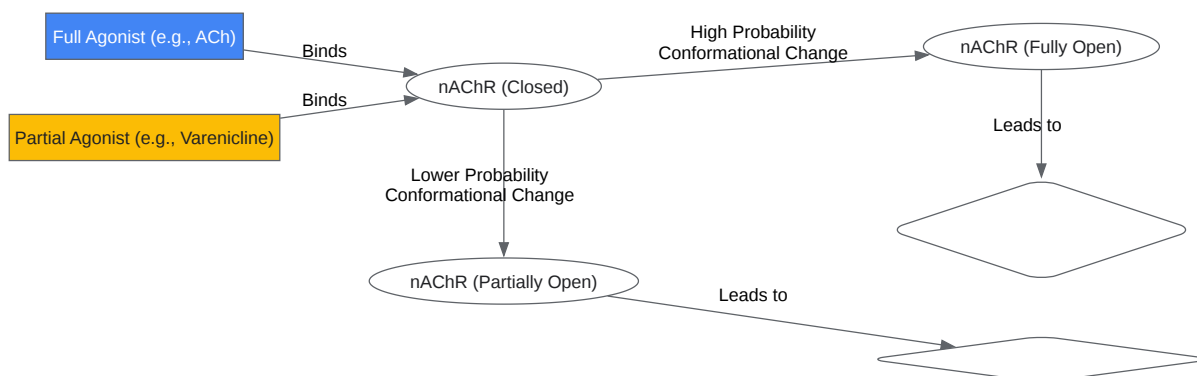 Full Agonist (e.g., ACh)
Binds
High Probability
Conformational Change
nAChR (Fully Open)
nAChR (Closed)
Binds
Partial Agonist (e.g., Varenicline)
Leads to
Lower Probability
Conformational Change
nAChR (Partially Open)
Leads to